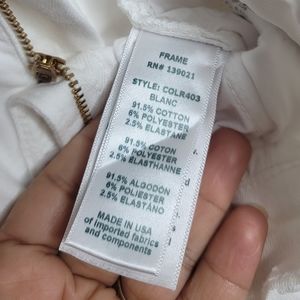 FRAME
RN# 139021
STYLE: COLR403
BLANC
91.5% COTTON
6% POLYESTER
2.5% ELASTANE
91.5% COTON
6% POLYESTER
2.5% ELASTHANNE
91.5% ALGODÓN
6% POLIÉSTER
2.5% ELASTANO
MADE IN USA
of imported fabrics
and components